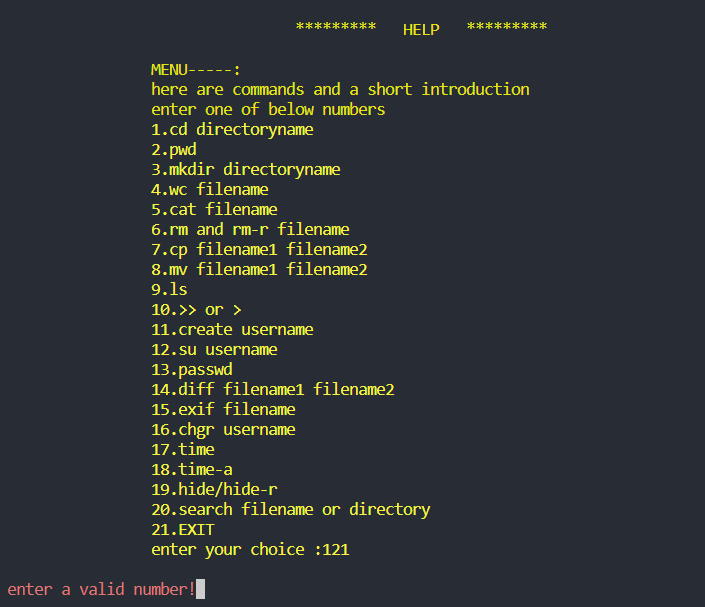 ********* HELP *********
MENU-----:
here are commands and a short introduction
enter one of below numbers
1.cd directoryname
2.pwd
3.mkdir directoryname
4.wc filename
5.cat filename
6.rm and rm-r filename
7.cp filename1 filename2
8.mv filename1 filename2
9.ls
10.>> or >
11.create username
12.su username
13.passwd
14.diff filename1 filename2
15.exif filename
16.chgr username
17.time
18.time-a
19.hide/hide-r
20.search filename or directory
21.EXIT
enter your choice :121
enter a valid number!